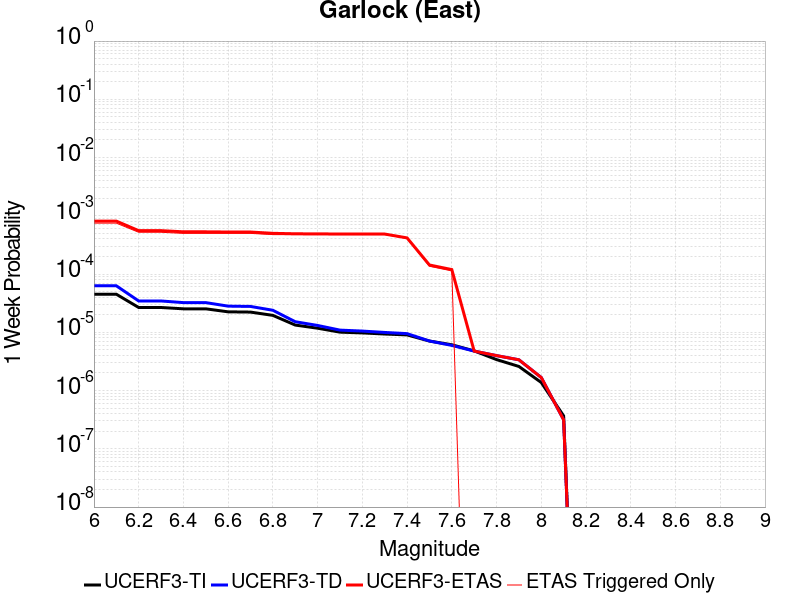 Garlock (East)
10^0
10^-1
10^-2
10^-3
10^-4
10^-5
10^-6
10^-7
10^-8
1 Week Probability
6 6.2 6.4 6.6 6.8 7 7.2 7.4 7.6 7.8 8 8.2 8.4 8.6 8.8 9
Magnitude
UCERF3-TI UCERF3-TD UCERF3-ETAS ETAS Triggered Only